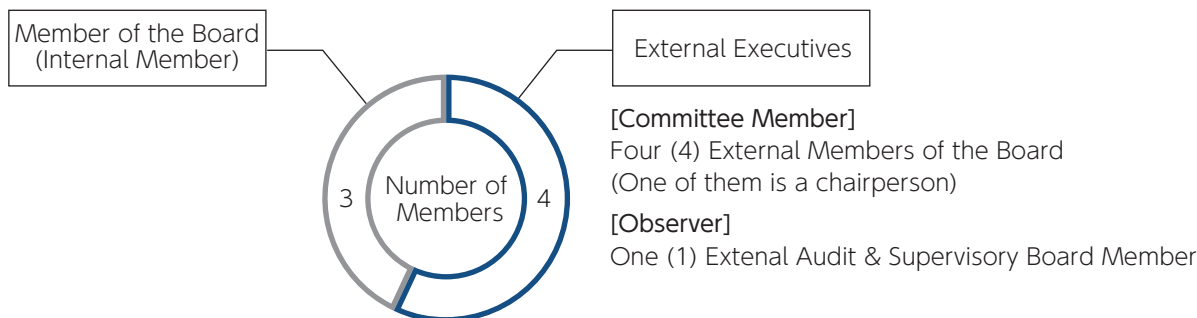 Member of the Board
(Internal Member)
External Executives
[Committee Member]
Four (4) External Members of the Board
(One of them is a chairperson)
[Observer]
One (1) Extenal Audit & Supervisory Board Member
3
Number of
Members
4